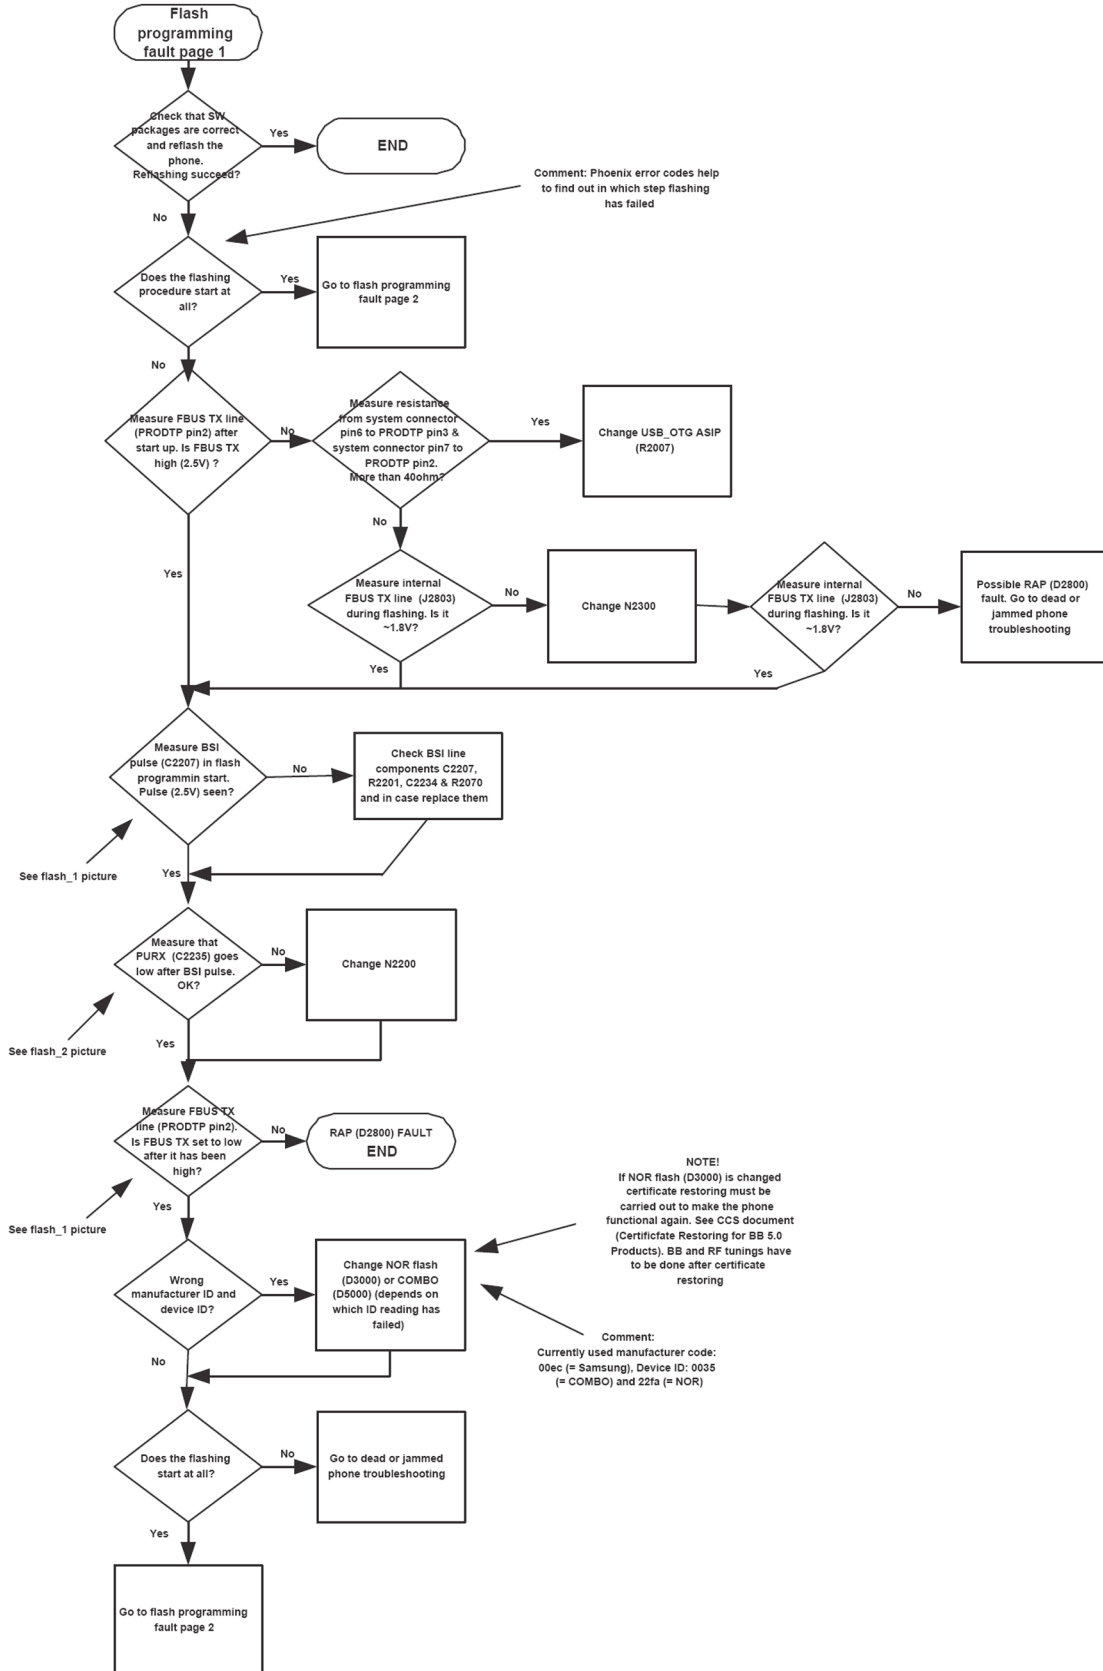 Flash
programming
fault page 1
Check that SW
packages are correct
and reflash the
phone.
Reflashing succeed?
Yes
END
Comment: Phoenix error codes help
to find out in which step flashing
has failed
No
Does the flashing
procedure start at
all?
Yes
Go to flash programming
fault page 2
No
Measure FBUS TX line
(PRODTP pin2) after
start up. Is FBUS TX
high (2.5V) ?
No
Measure resistance
from system connector
pin6 to PRODTP pin3 &
system connector pin7 to
PRODTP pin2.
More than 40ohm?
Yes
Change USB_OTG ASIP
(R2007)
No
Yes
Measure internal
FBUS TX line (J2803)
during flashing. Is it
~1.8V?
No
Change N2300
Measure internal
FBUS TX line (J2803)
during flashing. Is it
~1.8V?
No
Possible RAP (D2800)
fault. Go to dead or
jammed phone
troubleshooting
Yes
Yes
Measure BSI
pulse (C2207) in flash
programmin start.
Pulse (2.5V) seen?
No
Check BSI line
components C2207,
R2201, C2234 & R2070
and in case replace them
See flash_1 picture
Yes
Measure that
PURX (C2235) goes
low after BSI pulse.
OK?
No
Change N2200
See flash_2 picture
Yes
Measure FBUS TX
line (PRODTP pin2).
Is FBUS TX set to low
after it has been
high?
No
RAP (D2800) FAULT
END
See flash_1 picture
Yes
NOTE!
If NOR flash (D3000) is changed
certificate restoring must be
carried out to make the phone
functional again. See CCS document
(Certificfate Restoring for BB 5.0
Products). BB and RF tunings have
to be done after certificate
restoring
Wrong
manufacturer ID and
device ID?
Yes
Change NOR flash
(D3000) or COMBO
(D5000) (depends on
which ID reading has
failed)
Comment:
Currently used manufacturer code:
00ec (= Samsung), Device ID: 0035
(= COMBO) and 22fa (= NOR)
No
Does the flashing
start at all?
No
Go to dead or jammed
phone troubleshooting
Yes
Go to flash programming
fault page 2